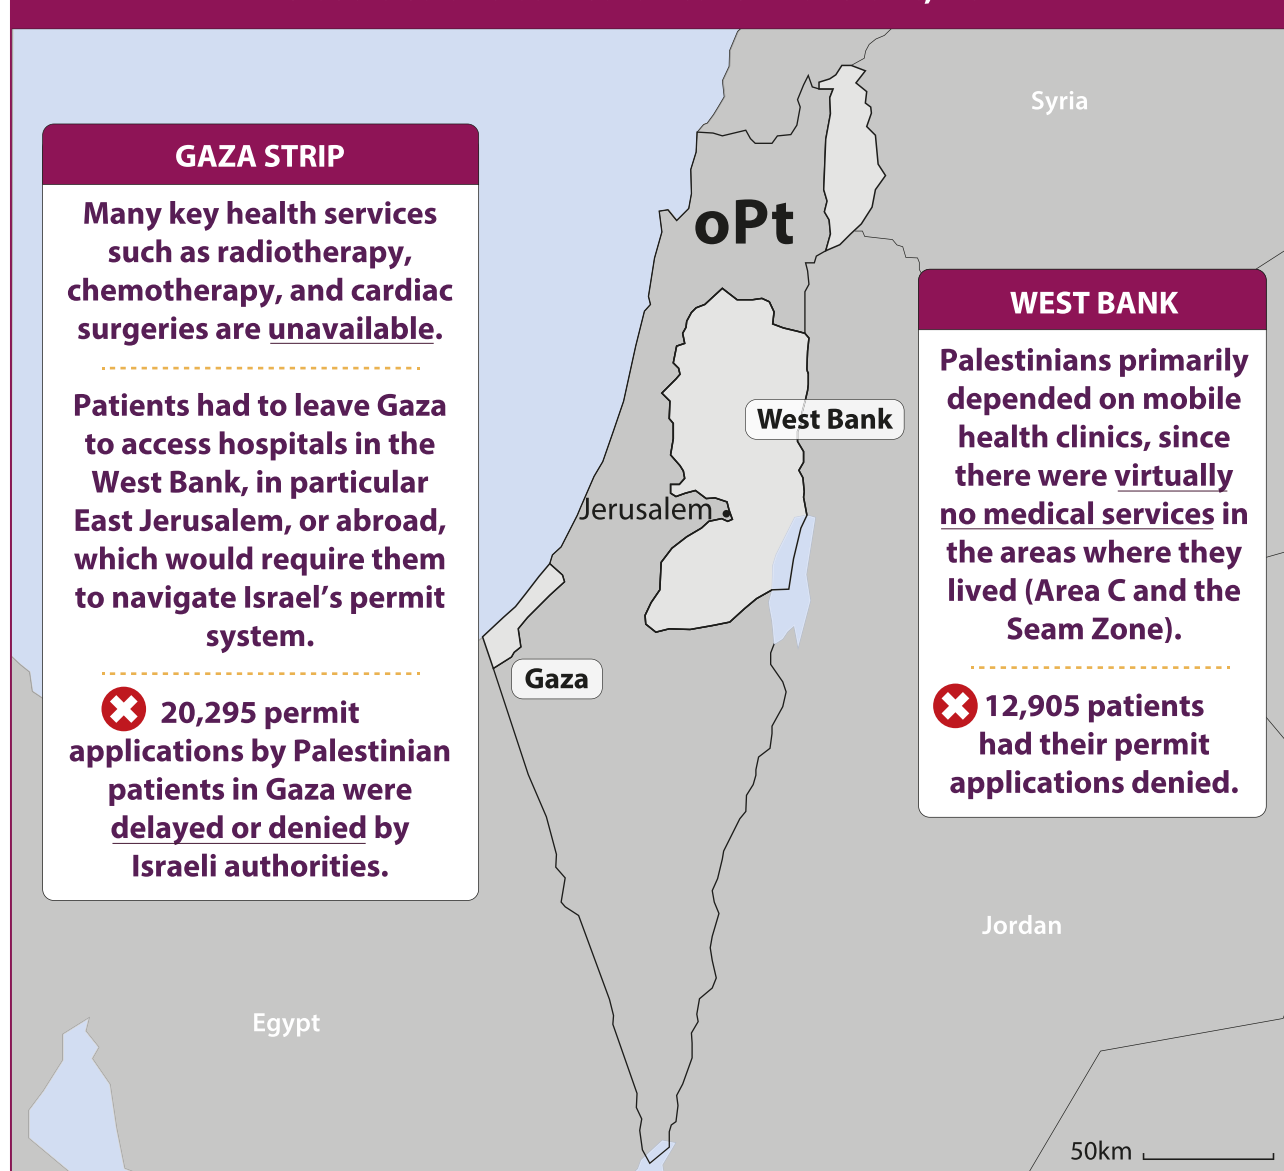 GAZA STRIP
Many key health services
such as radiotherapy,
chemotherapy, and cardiac
surgeries are unavailable.
Patients had to leave Gaza
to access hospitals in the
West Bank, in particular
East Jerusalem, or abroad,
which would require them
to navigate Israel’s permit
system.
20,295 permit
applications by Palestinian
patients in Gaza were
delayed or denied by
Israeli authorities.
Syria
oPt
West Bank
Jerusalem
Gaza
WEST BANK
Palestinians primarily
depended on mobile
health clinics, since
there were virtually
no medical services in
the areas where they
lived (Area C and the
Seam Zone).
12,905 patients
had their permit
applications denied.
Jordan
Egypt
50km